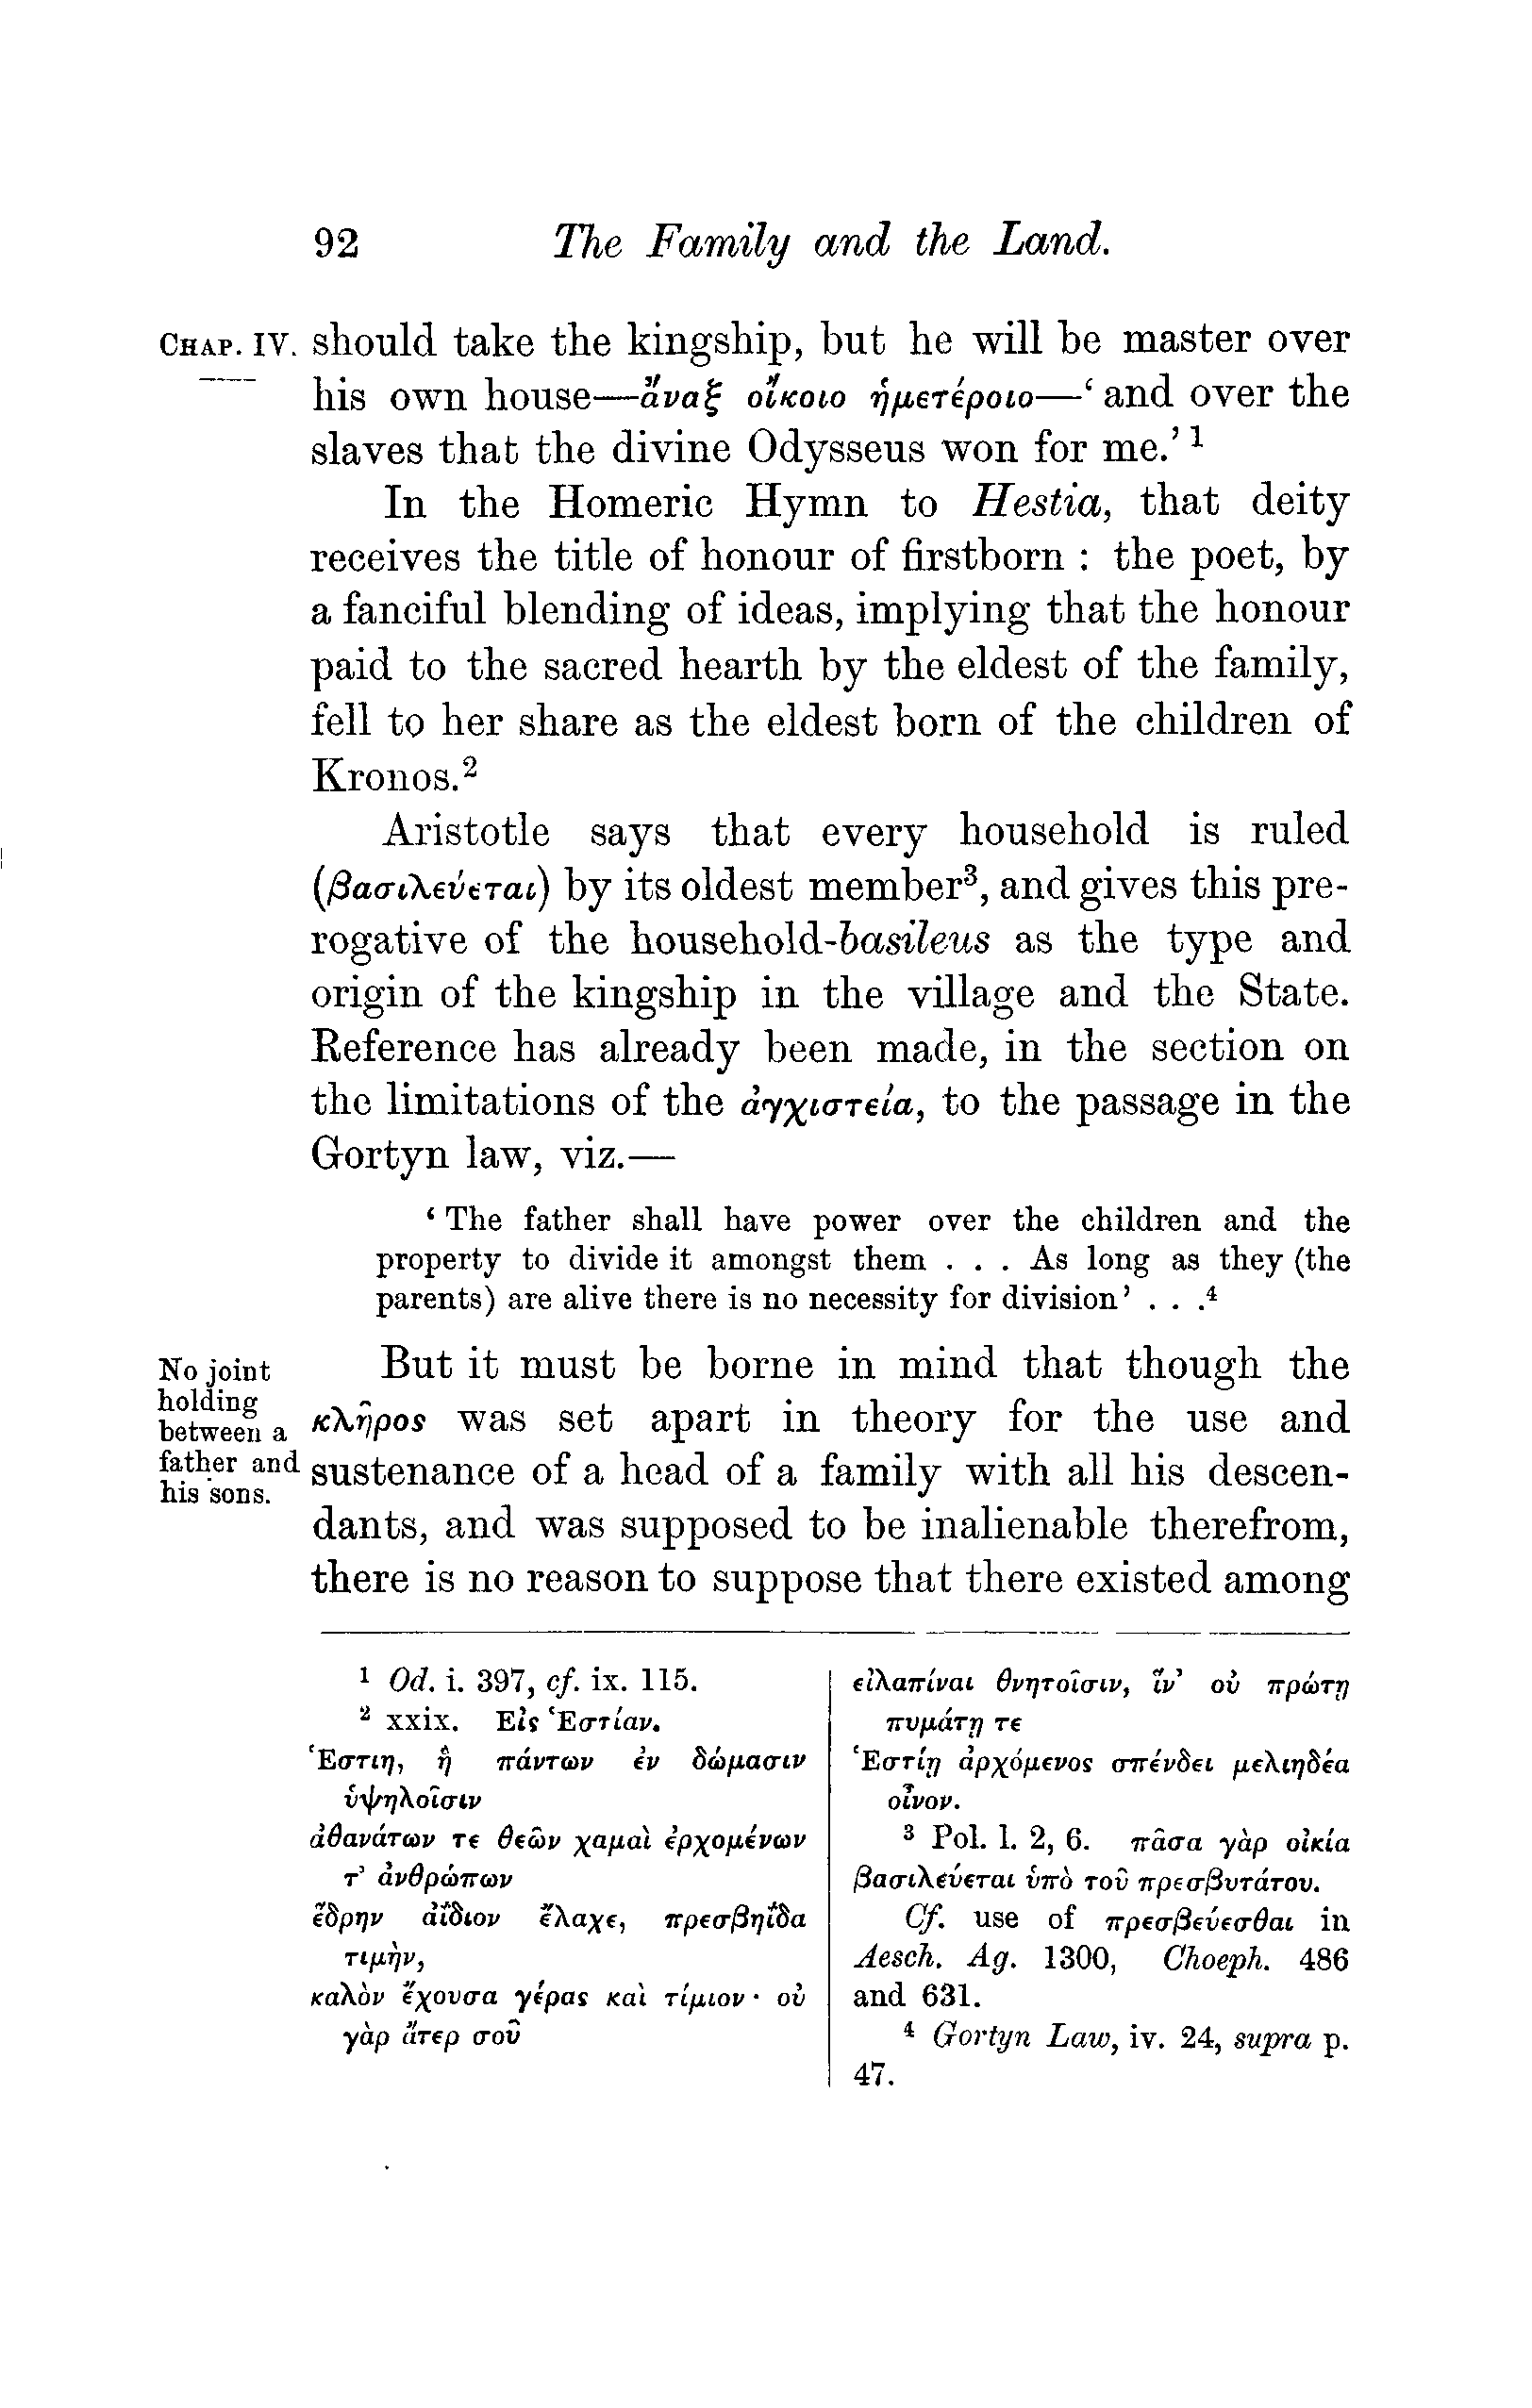 92 The Family and the Land.
CHAP. IV. should take the kingship, but he will be master over
his own house—ἄναξ οἴκοιο ἡμετέροιο—‘ and over the
slaves that the divine Odysseus won for me.’ 1
In the Homeric Hymn to Hestia, that deity
receives the title of honour of firstborn : the poet, by
a fanciful blending of ideas, implying that the honour
paid to the sacred hearth by the eldest of the family,
fell to her share as the eldest born of the children of
Kronos.2
Aristotle says that every household is ruled
(βασιλεύεται) by its oldest member3, and gives this pre-
rogative of the household-basileus as the type and
origin of the kingship in the village and the State.
Reference has already been made, in the section on
the limitations of the ἀγχιστεία, to the passage in the
Gortyn law, viz.—
‘ The father shall have power over the children and the
property to divide it amongst them . . . As long as they (the
parents) are alive there is no necessity for division’ . . .4
No joint
holding
between a
father and
his sons.
But it must be borne in mind that though the
κλῆρος was set apart in theory for the use and
sustenance of a head of a family with all his descen-
dants, and was supposed to be inalienable therefrom,
there is no reason to suppose that there existed among
1 Od. i. 397, cf. ix. 115.
2 xxix. Εἰς Ἑστίαν.
Ἑστιη, ἣ πάντων ἐν δώμασιν
ὑψηλοῖσιν
ἀθανάτων τε θεῶν χαμαὶ ἐρχομένων
τ’ ἀνθρώπων
ἕδρην ἀΐδιον ἔλαχε, πρεσβηΐδα
τιμὴν,
καλὸν ἔχουσα γέρας καὶ τίμιον · οὐ
γὰρ ἄτερ σοῦ
εἰλαπίναι θνητοῖσιν, ἵν’ οὐ πρώτῃ
πυμάτῃ τε
Ἑστίῃ ἀρχόμενος σπένδει μελιηδέα
οἶνον.
3 Pol. 1. 2, 6. πᾶσα γὰρ οἰκία
βασιλεύεται ὑπὸ τοῦ πρεσβυτάτου.
Cf. use of πρεσβεύεσθαι in
Aesch. Ag. 1300, Choeph. 486
and 631.
4 Gortyn Law, iv. 24, supra p.
47.